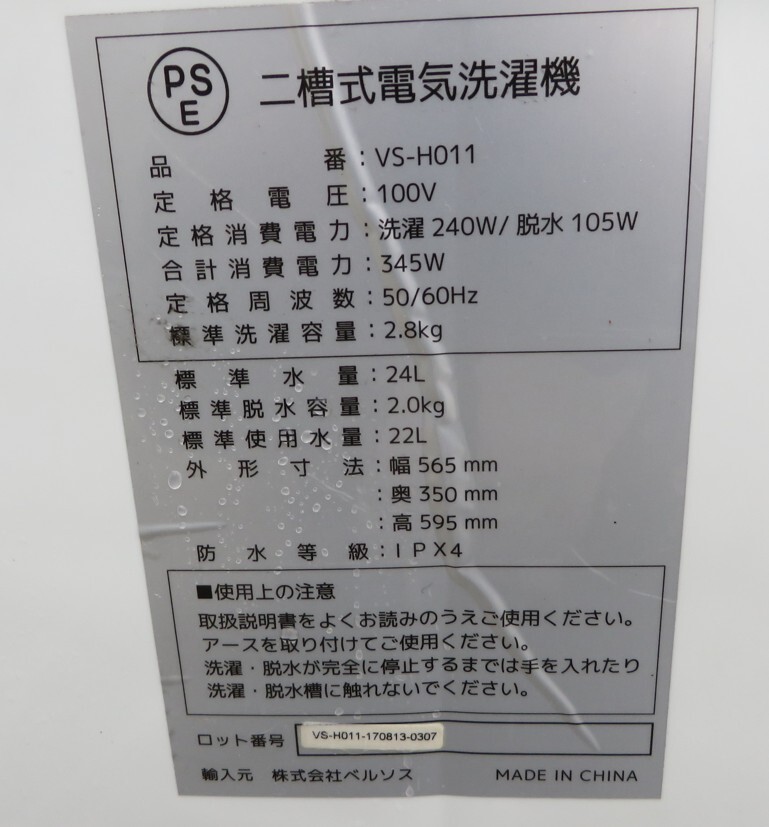 PS
E
二槽式電気洗濯機
品番：VS-H011
定格電圧：100V
定格消費電力：洗濯 240W/ 脱水 105W
合計消費電力：345W
定格周波数：50/60Hz
標準洗濯容量：2.8kg
標準水量：24L
標準脱水容量：2.0kg
標準使用水量：22L
外形寸法：幅 565 mm
：奥 350 mm
：高 595 mm
防水等級：IPX4
■使用上の注意
取扱説明書をよくお読みのうえご使用ください。
アースを取り付けてご使用ください。
洗濯・脱水が完全に停止するまでは手を入れたり
洗濯・脱水槽に触れないでください。
ロット番号 VS-H011-170813-0307
輸入元 株式会社ベルソス MADE IN CHINA